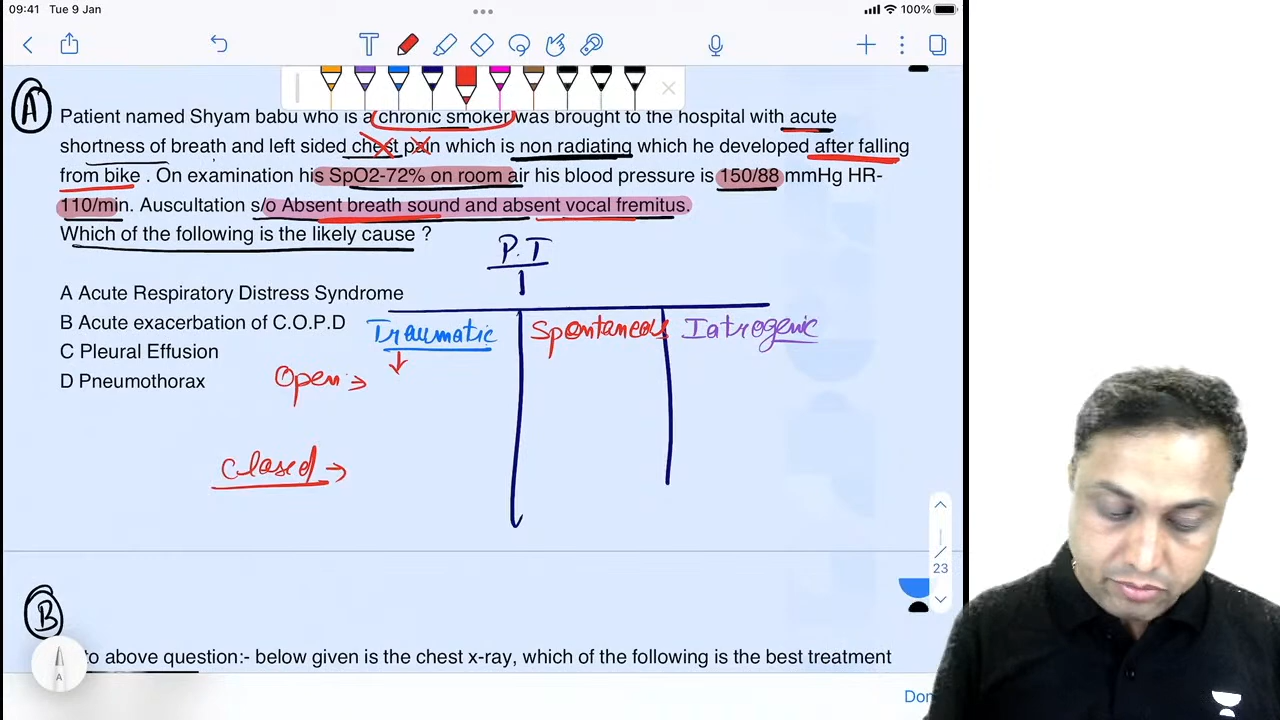 09:41 Tue 9 Jan
100%
T
A
Patient named Shyam babu who is a chronic smoker was brought to the hospital with acute
shortness of breath and left sided chest pain which is non radiating which he developed after falling
from bike . On examination his SpO2-72% on room air his blood pressure is 150/88 mmHg HR-
110/min. Auscultation s/o Absent breath sound and absent vocal fremitus.
Which of the following is the likely cause ?
P.T
A Acute Respiratory Distress Syndrome
B Acute exacerbation of C.O.P.D
C Pleural Effusion
D Pneumothorax
Traumatic Spontaneous Iatrogenic
Open →
Closed →
/
23
B
to above question:- below given is the chest x-ray, which of the following is the best treatment
A